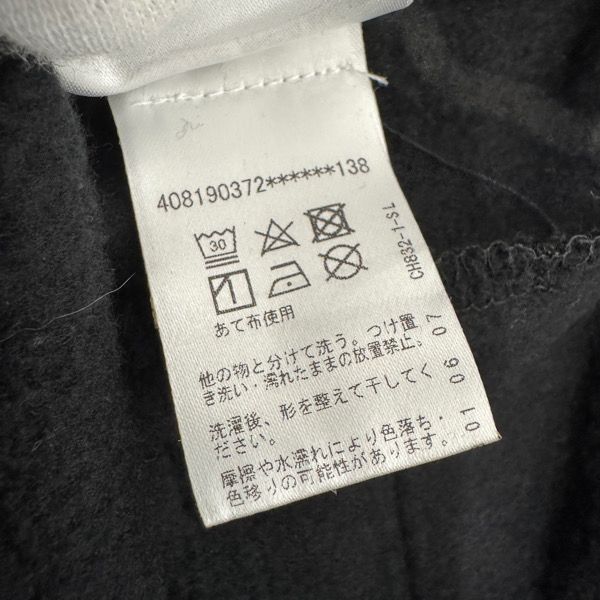 408190372******138
30
あて布使用
他の物と分けて洗う。つけ置
き洗い・濡れたままの放置禁止。
洗濯後、形を整えて干してく
ださい。
摩擦や水濡れにより色落ち・
色移りの可能性があります。
CH832-1-SL
01 06 07